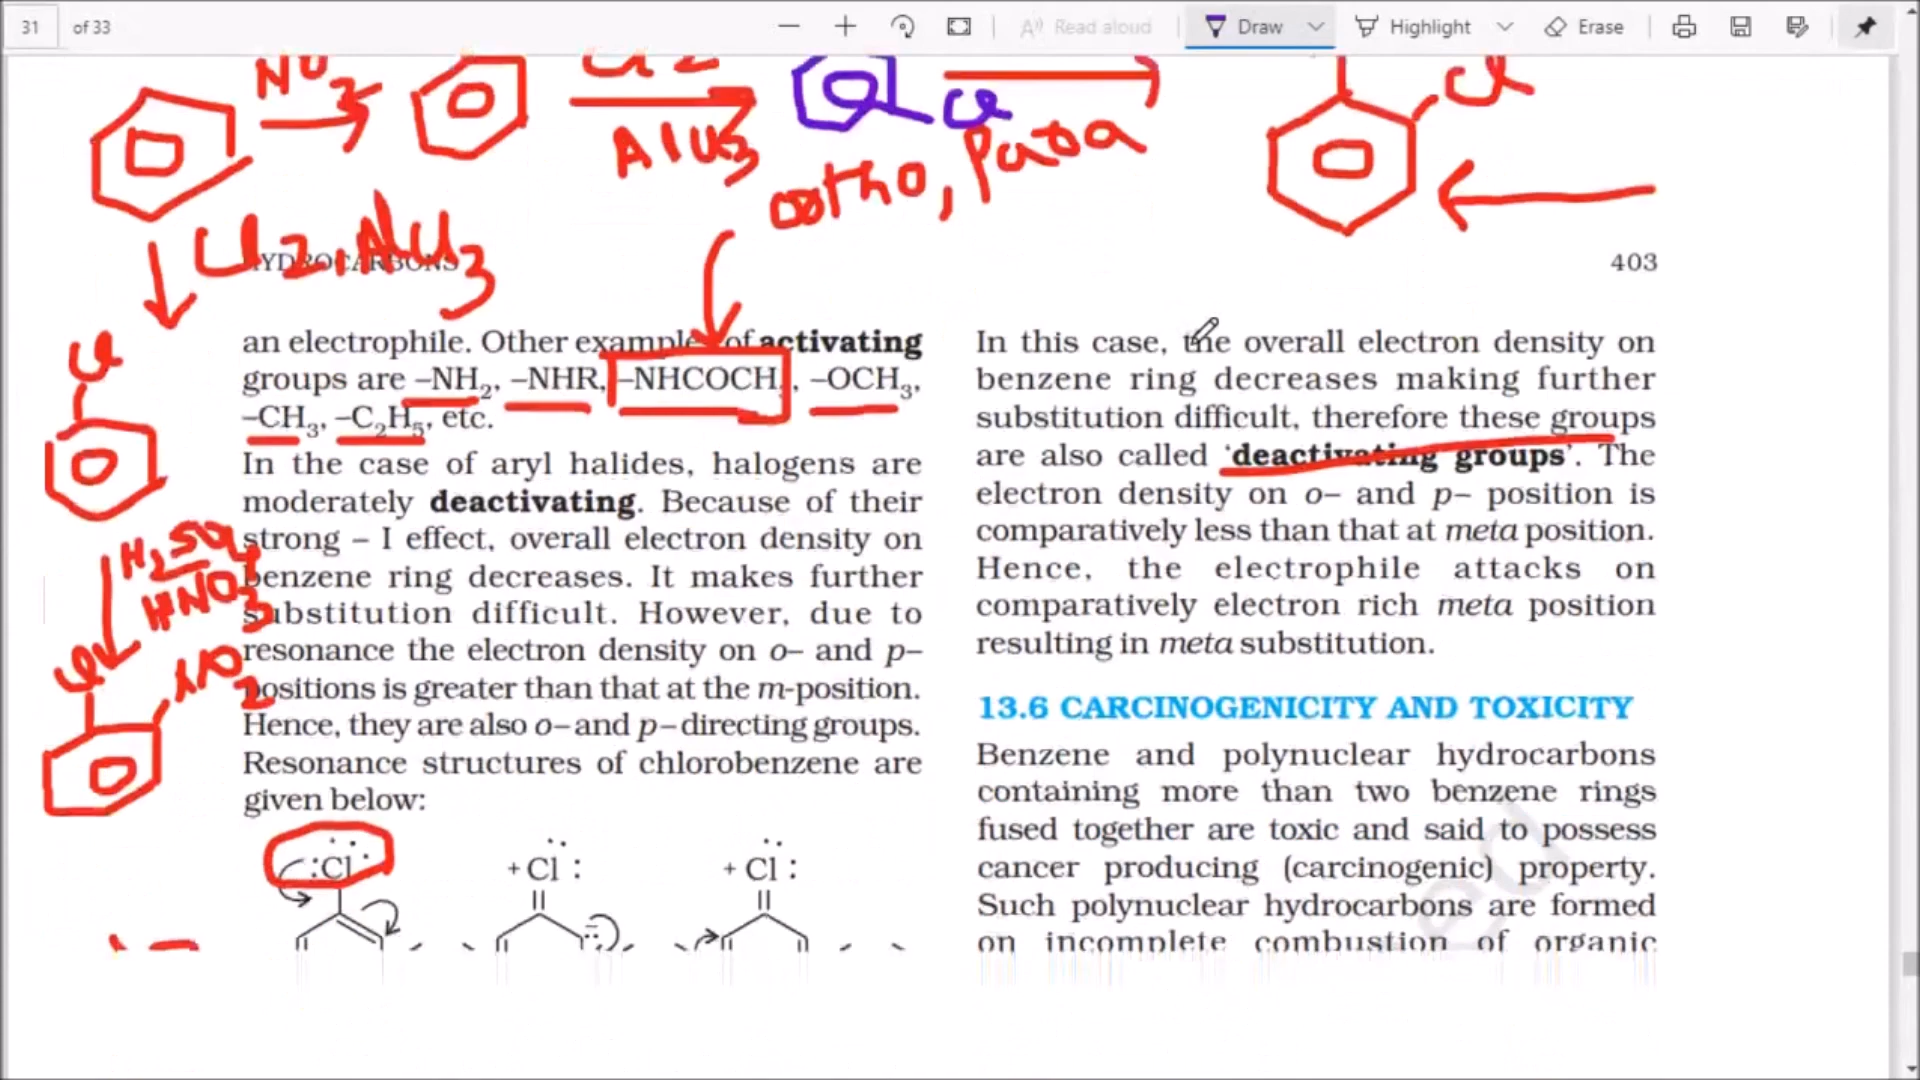 31 of 33
Read aloud Draw Highlight Erase
Cl
AlCl3
Cl
ortho, Para
Cl2, AlCl3
HYDROCARBONS
403
Cl
an electrophile. Other examples of activating
groups are –NH2, –NHR, –NHCOCH, –OCH3,
–CH3, –C2H5, etc.
In the case of aryl halides, halogens are
moderately deactivating. Because of their
strong – I effect, overall electron density on
benzene ring decreases. It makes further
substitution difficult. However, due to
resonance the electron density on o– and p–
positions is greater than that at the m-position.
Hence, they are also o– and p– directing groups.
Resonance structures of chlorobenzene are
given below:
H2SO4
HNO3
Cl
NO2
:Cl:
+Cl:
+Cl:
In this case, the overall electron density on
benzene ring decreases making further
substitution difficult, therefore these groups
are also called ‘deactivating groups’. The
electron density on o– and p– position is
comparatively less than that at meta position.
Hence, the electrophile attacks on
comparatively electron rich meta position
resulting in meta substitution.
13.6 CARCINOGENICITY AND TOXICITY
Benzene and polynuclear hydrocarbons
containing more than two benzene rings
fused together are toxic and said to possess
cancer producing (carcinogenic) property.
Such polynuclear hydrocarbons are formed
on incomplete combustion of organic